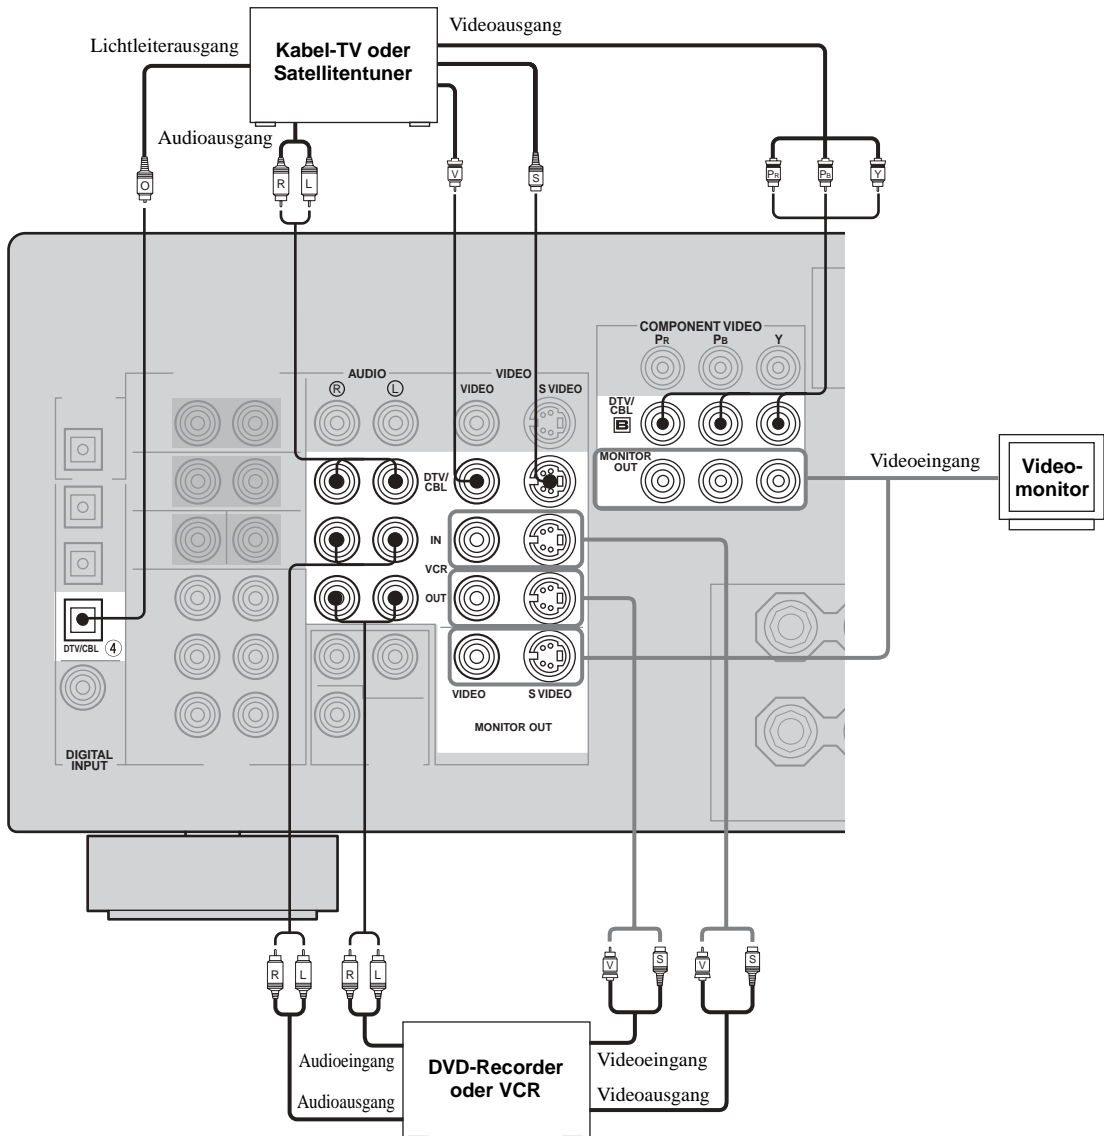 Videoausgang
Lichtleiterausgang
Kabel-TV oder
Satellitentuner
Audioausgang
O
R
L
V
S
PR
PB
Y
COMPONENT VIDEO
PR
PB
Y
AUDIO
VIDEO
R
L
VIDEO
S VIDEO
DTV/
CBL
B
MONITOR
OUT
Videoeingang
Video-
monitor
DTV/
CBL
IN
VCR
OUT
DTV/CBL
4
VIDEO
S VIDEO
MONITOR OUT
DIGITAL
INPUT
R
L
R
L
V
S
V
S
Audioeingang
DVD-Recorder
oder VCR
Videoeingang
Audioausgang
Videoausgang